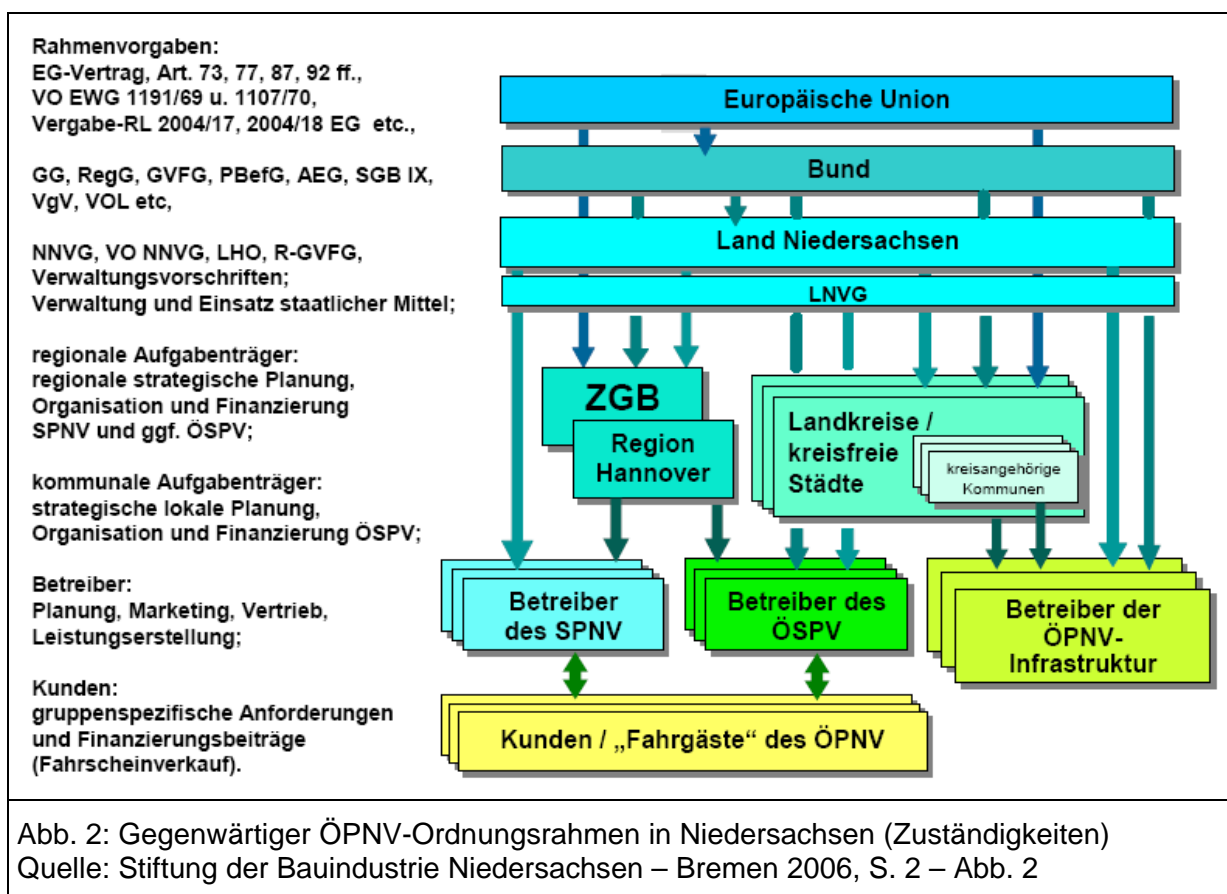 Rahmenvorgaben:
EG-Vertrag, Art. 73, 77, 87, 92 ff.,
VO EWG 1191/69 u. 1107/70,
Vergabe-RL 2004/17, 2004/18 EG etc.,
GG, RegG, GVFG, PBefG, AEG, SGB IX,
VgV, VOL etc,
NNVG, VO NNVG, LHO, R-GVFG,
Verwaltungsvorschriften;
Verwaltung und Einsatz staatlicher Mittel;
regionale Aufgabenträger:
regionale strategische Planung,
Organisation und Finanzierung
SPNV und ggf. ÖSPV;
kommunale Aufgabenträger:
strategische lokale Planung,
Organisation und Finanzierung ÖSPV;
Betreiber:
Planung, Marketing, Vertrieb,
Leistungserstellung;
Kunden:
gruppenspezifische Anforderungen
und Finanzierungsbeiträge
(Fahrscheinverkauf).
Europäische Union
Bund
Land Niedersachsen
LNVG
ZGB
Region
Hannover
Landkreise /
kreisfreie
Städte
kreisangehörige
Kommunen
Betreiber
des SPNV
Betreiber des
ÖSPV
Betreiber der
ÖPNV-
Infrastruktur
Kunden / „Fahrgäste“ des ÖPNV
Abb. 2: Gegenwärtiger ÖPNV-Ordnungsrahmen in Niedersachsen (Zuständigkeiten)
Quelle: Stiftung der Bauindustrie Niedersachsen – Bremen 2006, S. 2 – Abb. 2